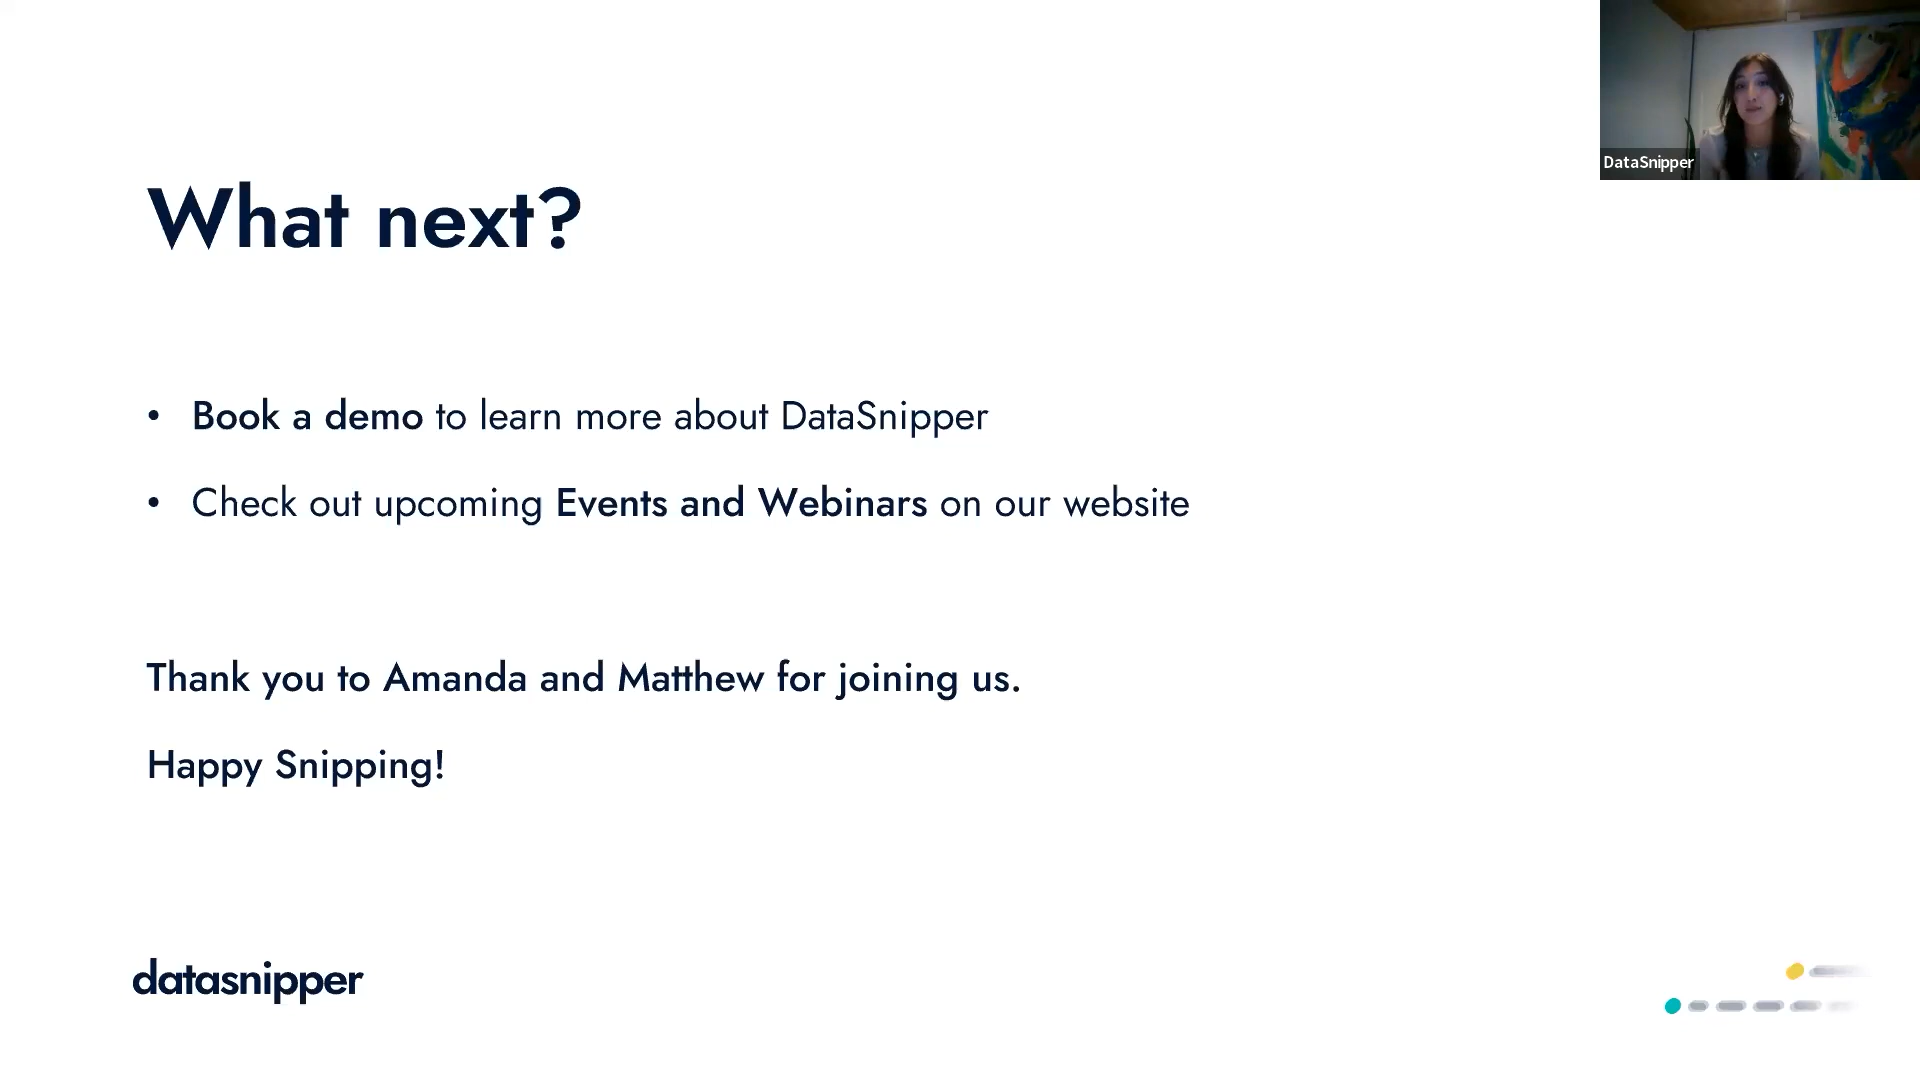 DataSnipper
What next?
• Book a demo to learn more about DataSnipper
• Check out upcoming Events and Webinars on our website
Thank you to Amanda and Matthew for joining us.
Happy Snipping!
datasnipper